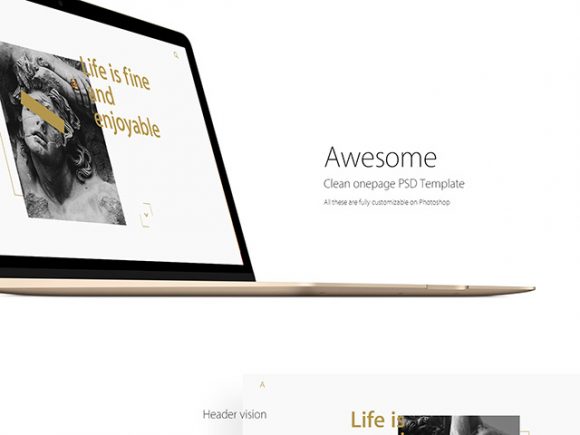 Life is fine
and
enjoyable
Awesome
Clean onepage PSD Template
All these are fully customizable on Photoshop
A
Header vision
Life is